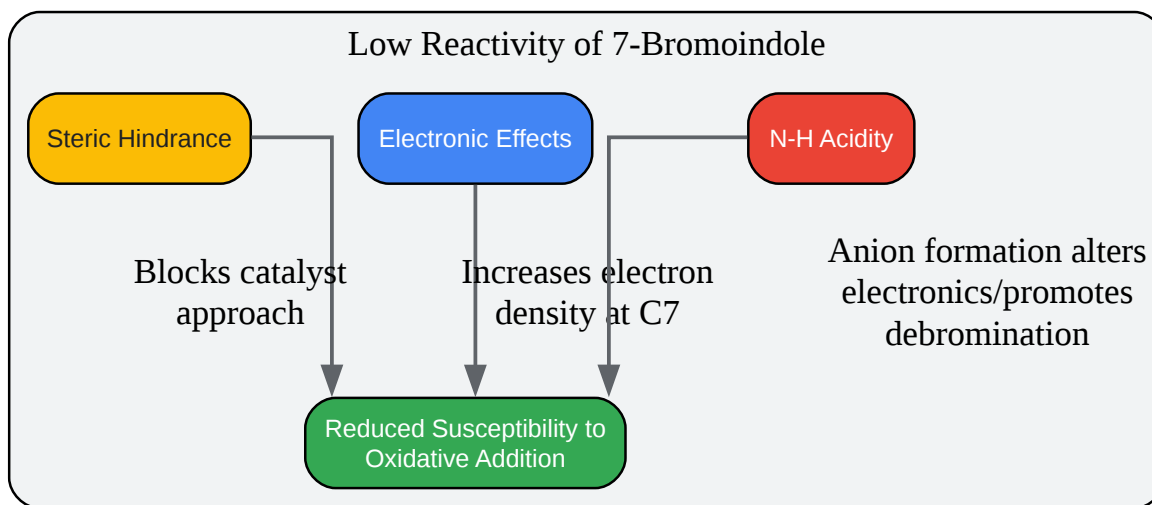 Low Reactivity of 7-Bromoindole
Steric Hindrance
Electronic Effects
N-H Acidity
Blocks catalyst
approach
Increases electron
density at C7
Anion formation alters
electronics/promotes
debromination
Reduced Susceptibility to
Oxidative Addition